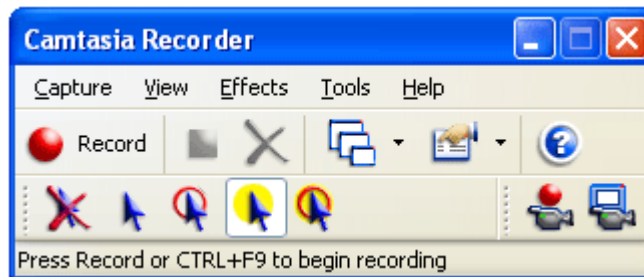 Camtasia Recorder
Capture View Effects Tools Help
Record
Press Record or CTRL+F9 to begin recording